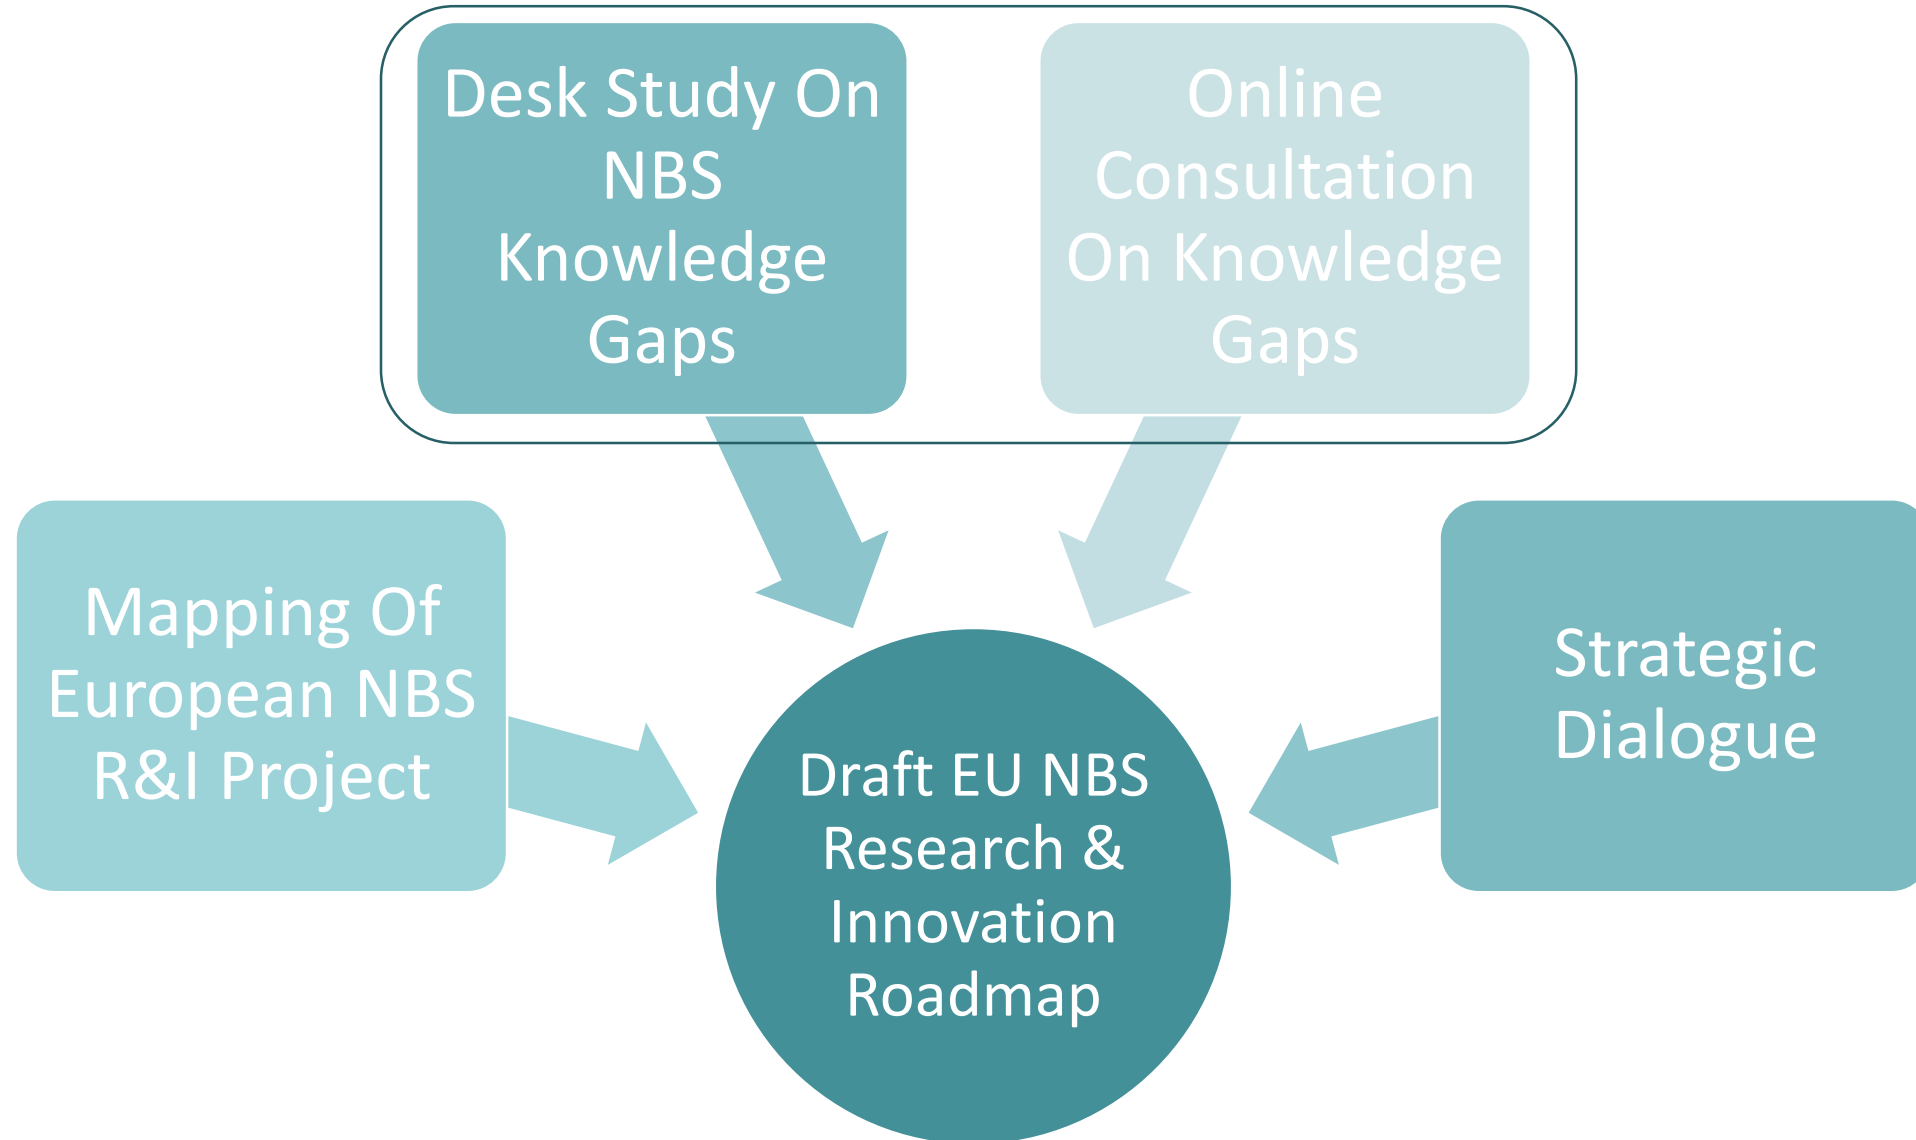 Desk Study On
NBS
Knowledge
Gaps
Online
Consultation
On Knowledge
Gaps
Mapping Of
European NBS
R&I Project
Strategic
Dialogue
Draft EU NBS
Research &
Innovation
Roadmap